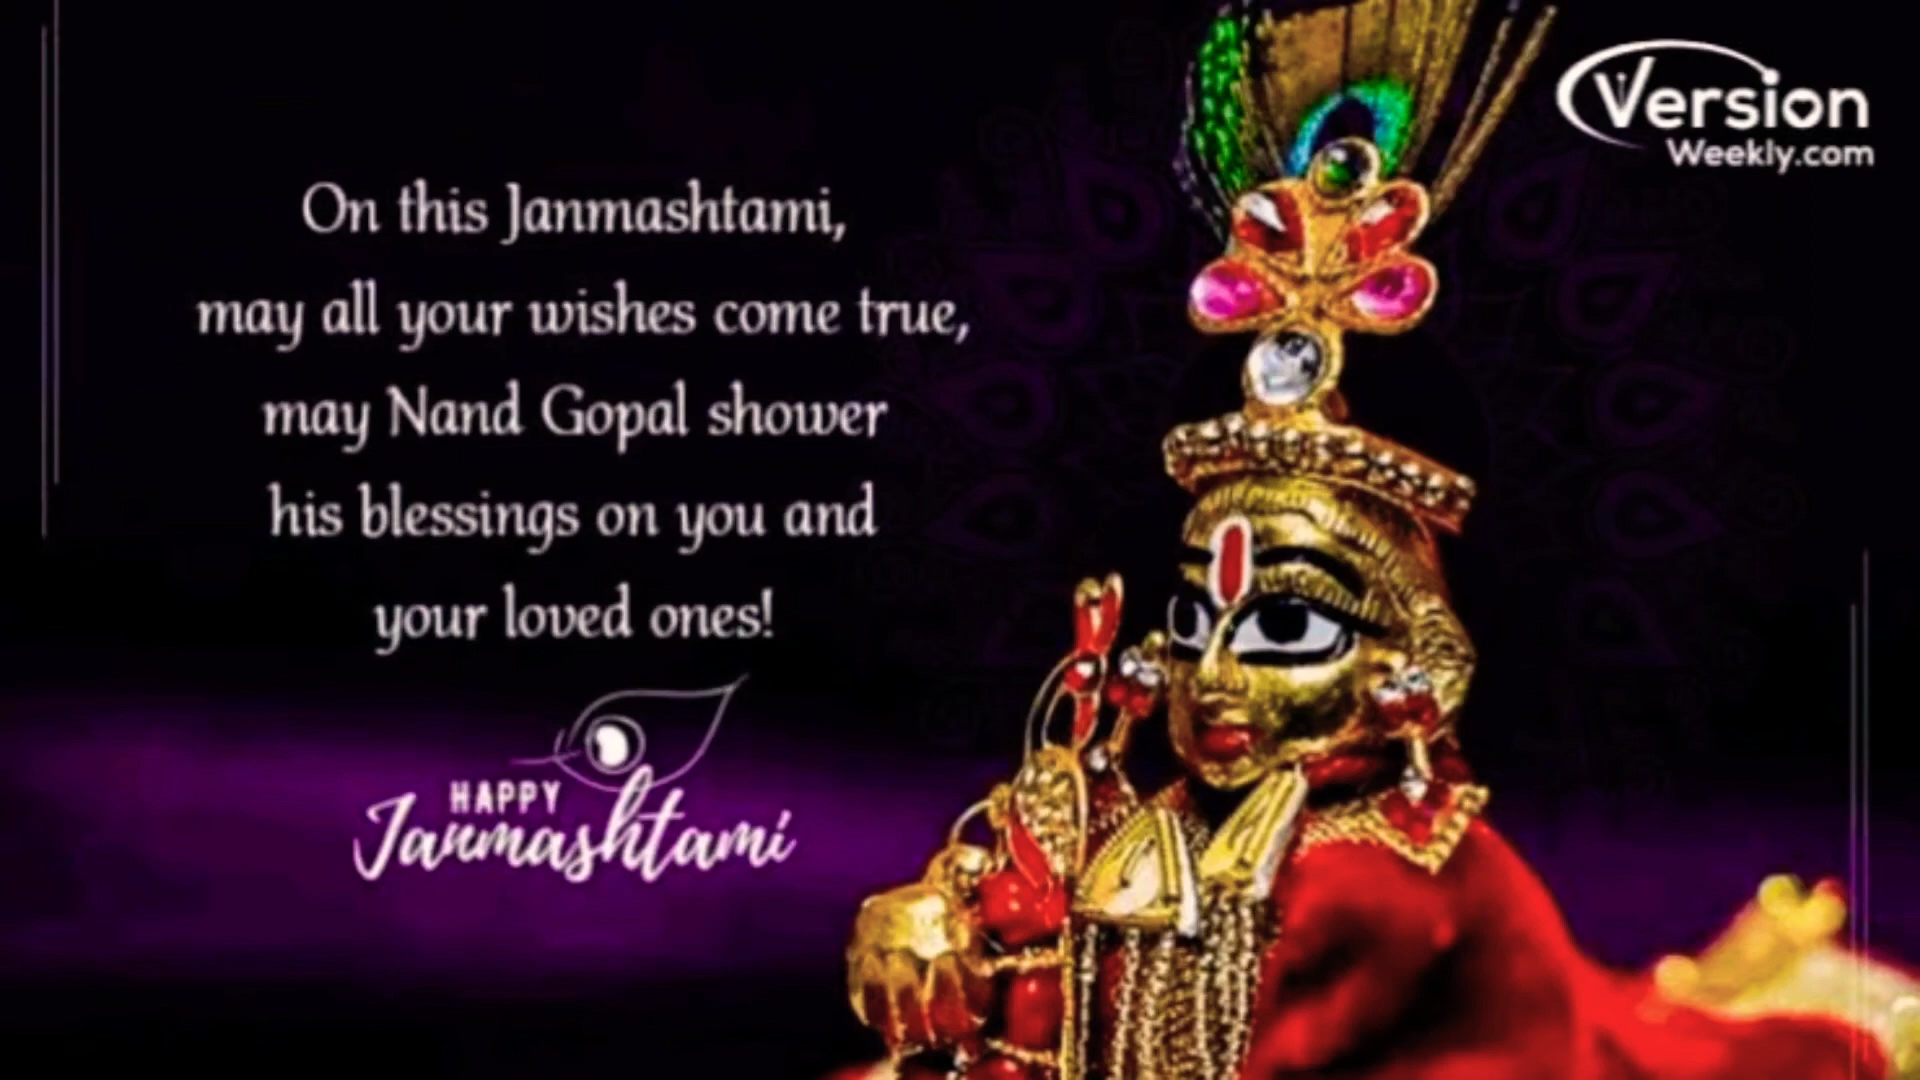 Version
Weekly.com
On this Janmashtami,
may all your wishes come true,
may Nand Gopal shower
his blessings on you and
your loved ones!
HAPPY
Janmashtami